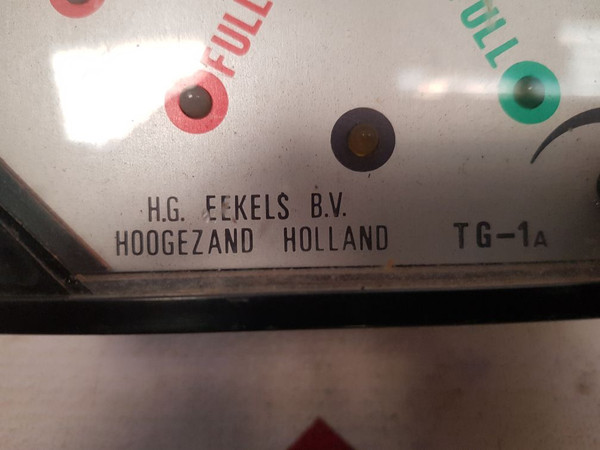 FULL
FULL
H.G. EEKELS B.V.
HOOGEZAND HOLLAND
TG-1A